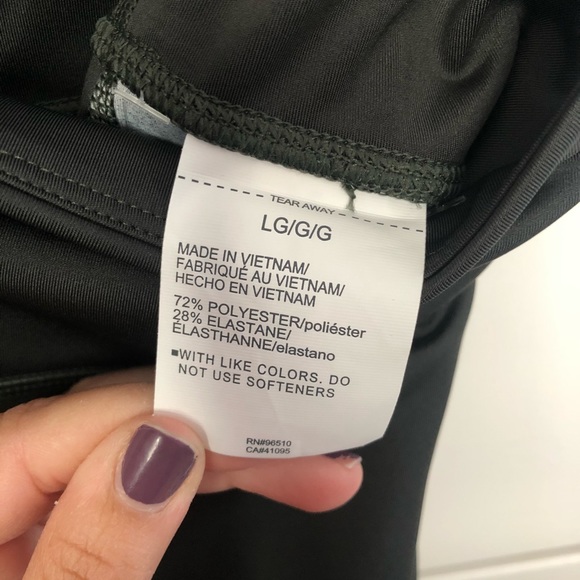 TEAR AWAY
LG/G/G
MADE IN VIETNAM/
FABRIQUÉ AU VIETNAM/
HECHO EN VIETNAM
72% POLYESTER/poliéster
28% ELASTANE/
ÉLASTHANNE/elastano
▪WITH LIKE COLORS. DO
NOT USE SOFTENERS
RN#96510
CA#41095